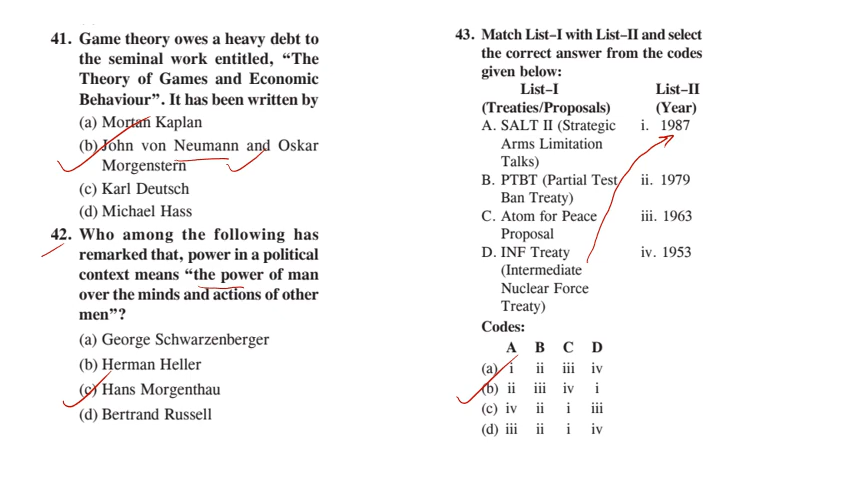 41. Game theory owes a heavy debt to
the seminal work entitled, “The
Theory of Games and Economic
Behaviour”. It has been written by
(a) Mortan Kaplan
(b) John von Neumann and Oskar
Morgenstern
(c) Karl Deutsch
(d) Michael Hass
42. Who among the following has
remarked that, power in a political
context means “the power of man
over the minds and actions of other
men”?
(a) George Schwarzenberger
(b) Herman Heller
(c) Hans Morgenthau
(d) Bertrand Russell
43. Match List–I with List–II and select
the correct answer from the codes
given below:
List–I List–II
(Treaties/Proposals) (Year)
A. SALT II (Strategic i. 1987
Arms Limitation
Talks)
B. PTBT (Partial Test ii. 1979
Ban Treaty)
C. Atom for Peace iii. 1963
Proposal
D. INF Treaty iv. 1953
(Intermediate
Nuclear Force
Treaty)
Codes:
A B C D
(a) i ii iii iv
(b) ii iii iv i
(c) iv ii i iii
(d) iii ii i iv